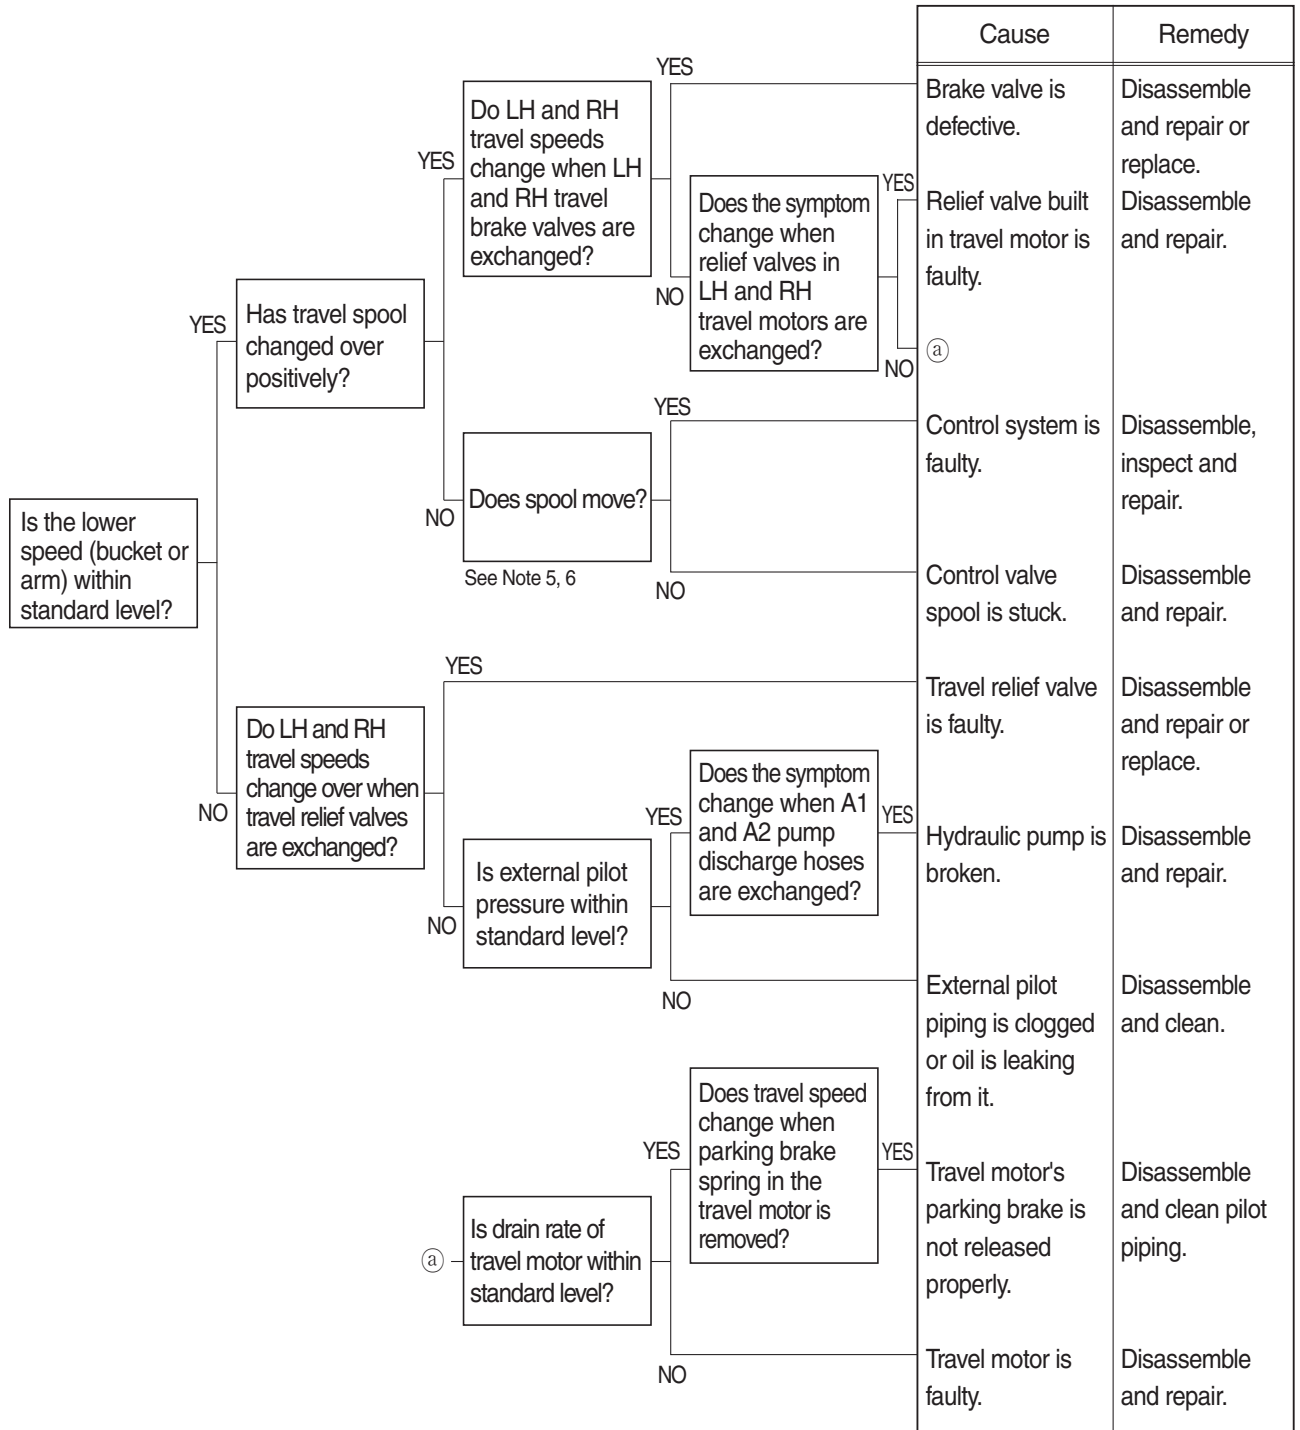 Cause
Remedy
YES
Brake valve is
defective.
Disassemble
and repair or
replace.
Do LH and RH
travel speeds
change when LH
and RH travel
brake valves are
exchanged?
YES
NO
Does the symptom
change when
relief valves in
LH and RH
travel motors are
exchanged?
YES
Relief valve built
in travel motor is
faulty.
Disassemble
and repair.
NO
ⓐ
YES
Has travel spool
changed over
positively?
YES
Control system is
faulty.
Disassemble,
inspect and
repair.
NO
Does spool move?
See Note 5, 6
NO
Control valve
spool is stuck.
Disassemble
and repair.
Is the lower
speed (bucket or
arm) within
standard level?
YES
Travel relief valve
is faulty.
Disassemble
and repair or
replace.
NO
Do LH and RH
travel speeds
change over when
travel relief valves
are exchanged?
YES
Does the symptom
change when A1
and A2 pump
discharge hoses
are exchanged?
YES
Hydraulic pump is
broken.
Disassemble
and repair.
NO
Is external pilot
pressure within
standard level?
NO
External pilot
piping is clogged
or oil is leaking
from it.
Disassemble
and clean.
YES
Does travel speed
change when
parking brake
spring in the
travel motor is
removed?
YES
Travel motor's
parking brake is
not released
properly.
Disassemble
and clean pilot
piping.
ⓐ
Is drain rate of
travel motor within
standard level?
NO
Travel motor is
faulty.
Disassemble
and repair.